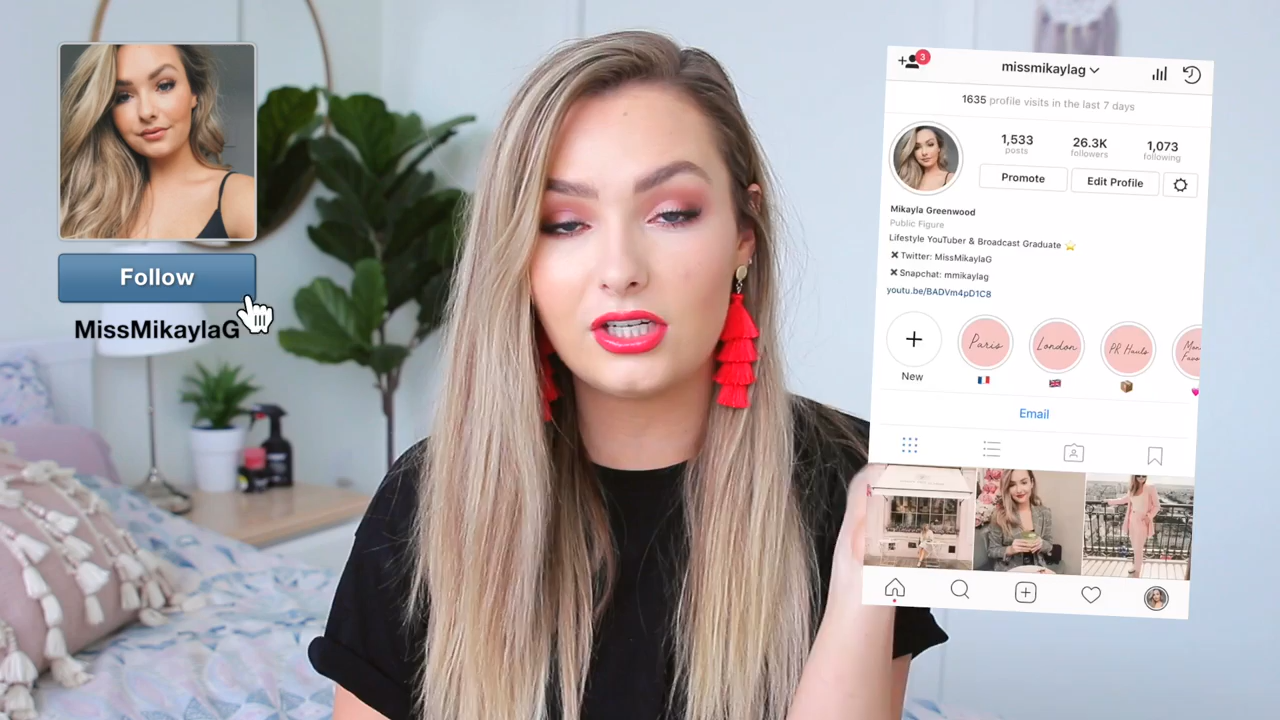 Follow
MissMikaylaG
3
missmikaylag
1635 profile visits in the last 7 days
1,533 26.3K 1,073
posts followers following
Promote Edit Profile
Mikayla Greenwood
Public Figure
Lifestyle YouTuber & Broadcast Graduate ⭐
✖ Twitter: MissMikaylaG
✖ Snapchat: mmikaylag
youtu.be/BADVm4pD1C8
Paris London PR Hauls
New
Email